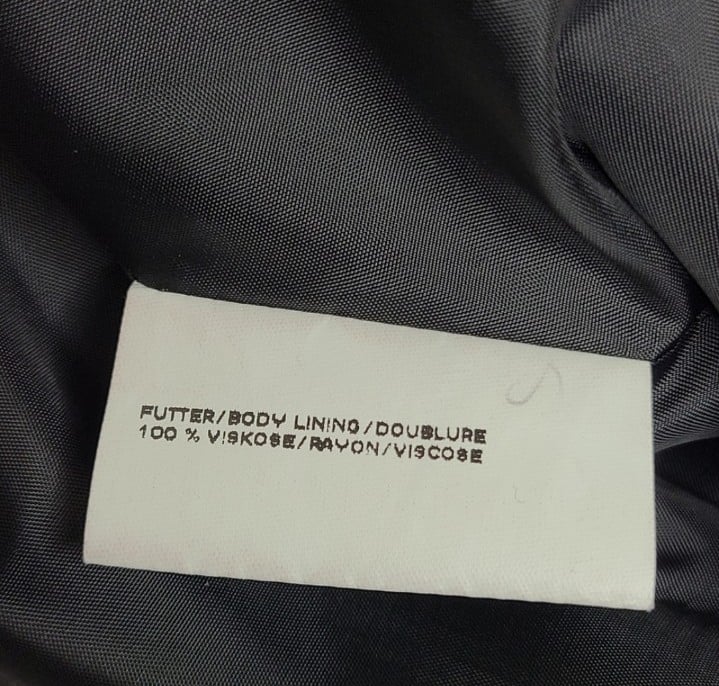 FUTTER/BODY LINING/DOUBLURE
100 % VISKOSE/RAYON/VISCOSE